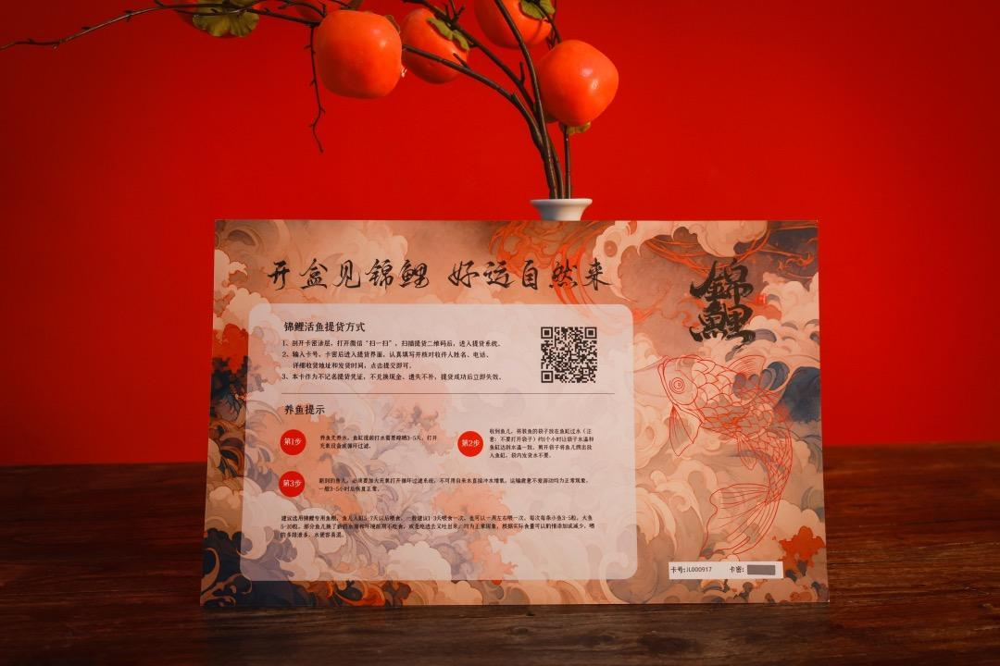 开盒见锦鲤 好运自然来
锦鲤
锦鲤活鱼提货方式
1、刮开卡密涂层，打开微信“扫一扫”，扫描提货二维码后，进入提货系统。
2、输入卡号、卡密后进入提货界面，认真填写并核对收件人姓名、电话、
详细收货地址和发货时间，点击提交即可。
3、本卡作为不记名提货凭证，不兑换现金、遗失不补，提货成功后立即失效。
养鱼提示
第1步
养鱼先养水，鱼缸提前打水需要晾晒3-5天，打开
充氧设备或循环过滤。
第2步
收到鱼儿，将装鱼的袋子放在鱼缸过水（注
意：不要打开袋子）约1个小时让袋子水温和
鱼缸达到水温一致，剪开袋子将鱼儿捞出放
入鱼缸，袋内发货水不要。
第3步
新到的鱼儿，必须要加大充氧打开循环过滤系统，不可用自来水直接冲水增氧，运输疲惫不爱游动均为正常现象，
一般3-5小时后恢复正常。
建议选用锦鲤专用鱼粮，鱼儿入缸5-7天以后喂食，一般建议1-3天喂食一次，也可以一周左右喂一次，每次每条小鱼3-5粒，大鱼
5-10粒，部分鱼儿换了新的水质和环境前期不吃食，或是吃进去又吐出来，均为正常现象，根据实际食量可以酌情添加或减少，喂
的多排泄多，水便容易混。
卡号:JL000917 卡密: